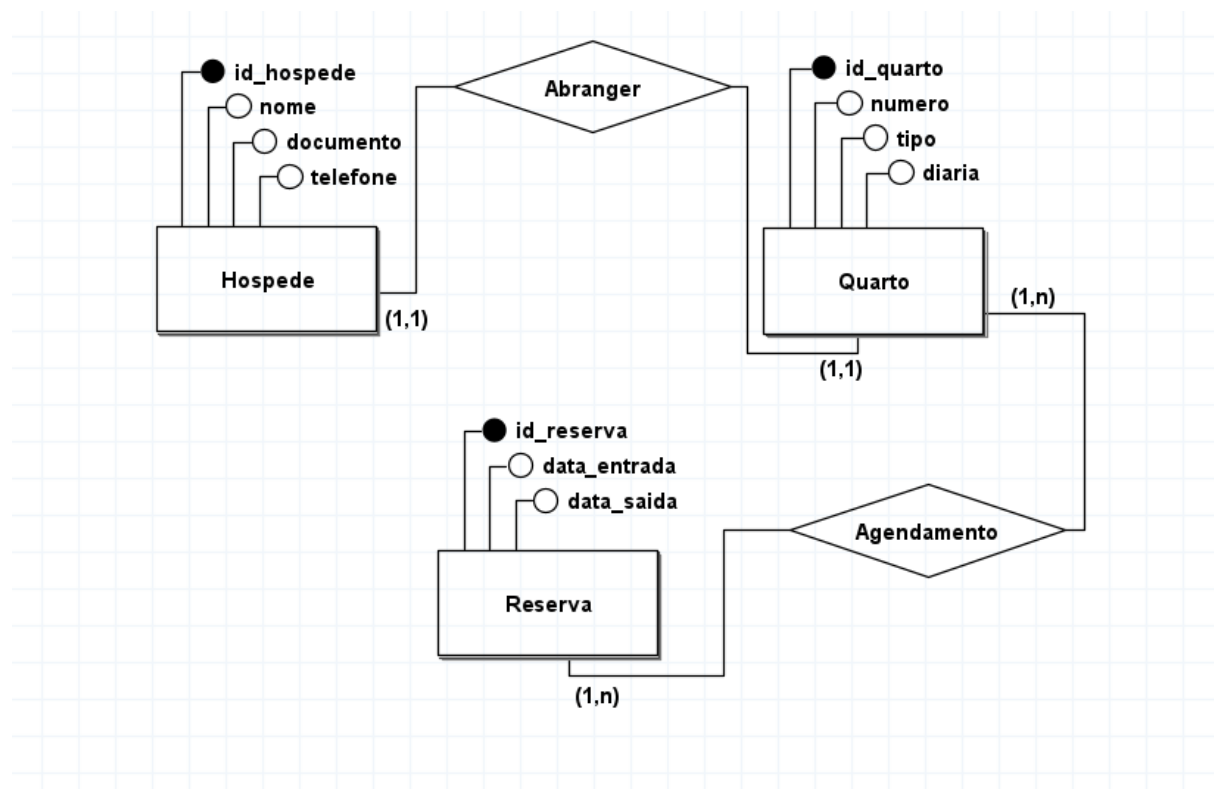 id_hospede
nome
documento
telefone
Hospede
(1,1)
Abranger
id_quarto
numero
tipo
diaria
Quarto
(1,n)
(1,1)
id_reserva
data_entrada
data_saida
Reserva
(1,n)
Agendamento